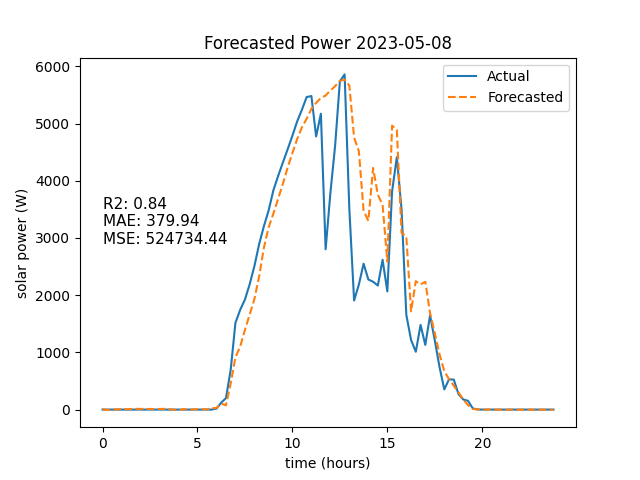 Forecasted Power 2023-05-08
6000
5000
4000
3000
2000
1000
0
solar power (W)
R2: 0.84
MAE: 379.94
MSE: 524734.44
Actual
Forecasted
0 5 10 15 20
time (hours)